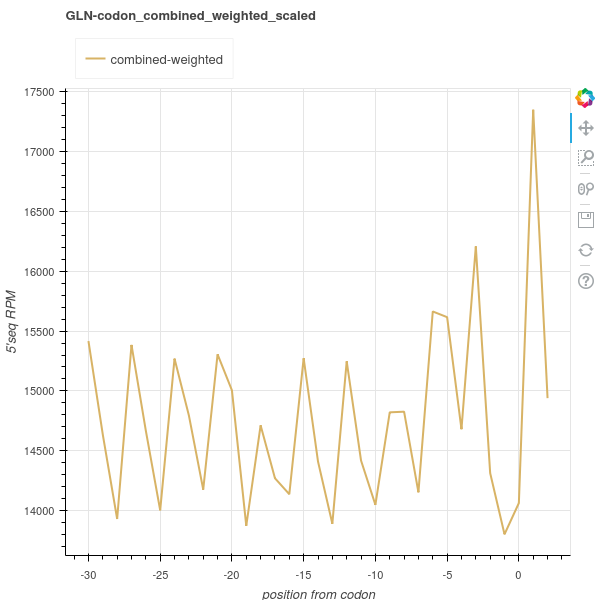 GLN-codon_combined_weighted_scaled
combined-weighted
17500
17000
16500
16000
15500
15000
14500
14000
5'seq RPM
-30 -25 -20 -15 -10 -5 0
position from codon